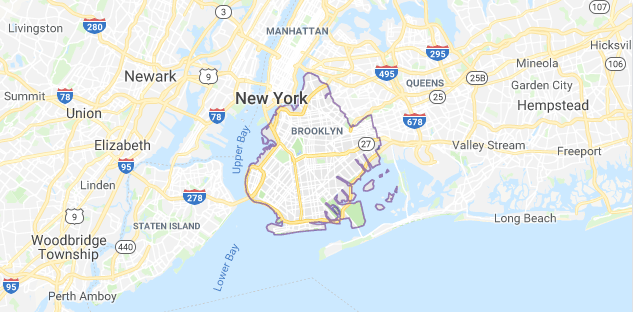 Livingston
280
3
MANHATTAN
295
107
Hicksvil
Newark
9
495
QUEENS
25B
Mineola
106
Summit
78
Garden City
25
New York
Hempstead
Union
78
678
BROOKLYN
Elizabeth
Upper Bay
27
Valley Stream
Freeport
95
Linden
278
9
STATEN ISLAND
Long Beach
Woodbridge
Township
440
Lower Bay
95
Perth Amboy